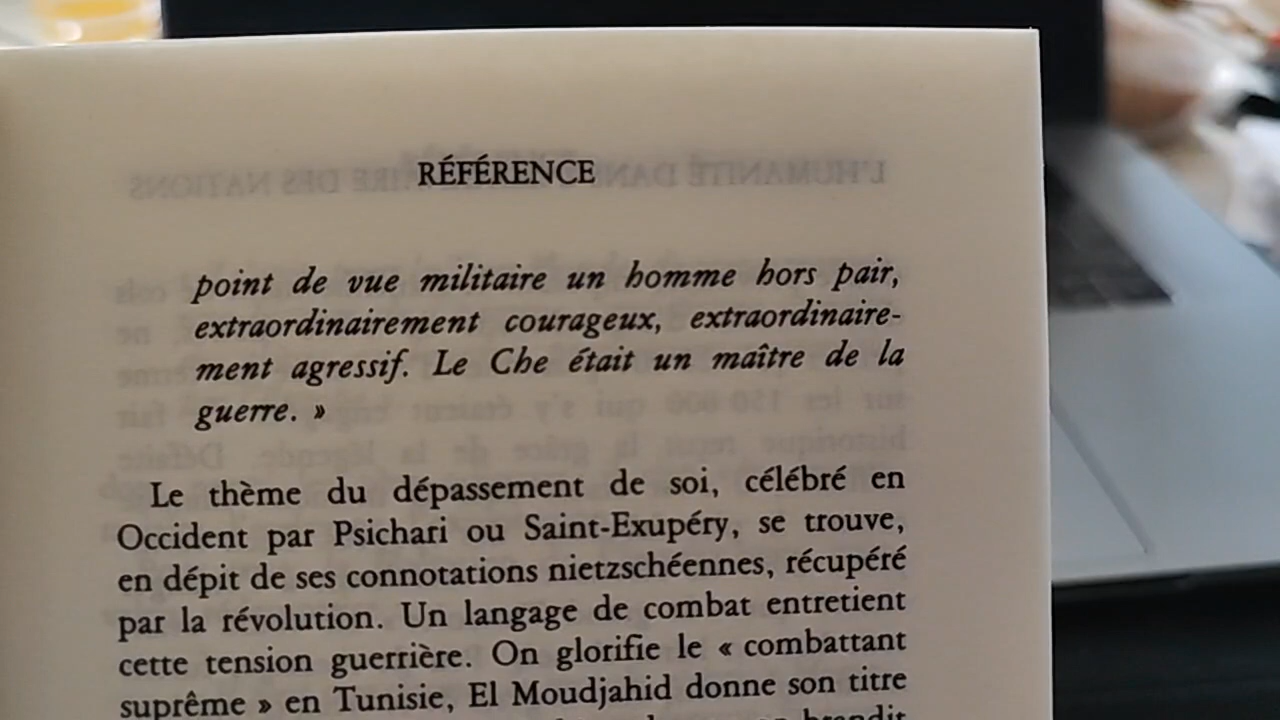 RÉFÉRENCE
point de vue militaire un homme hors pair,
extraordinairement courageux, extraordinaire-
ment agressif. Le Che était un maître de la
guerre. »
Le thème du dépassement de soi, célébré en
Occident par Psichari ou Saint-Exupéry, se trouve,
en dépit de ses connotations nietzschéennes, récupéré
par la révolution. Un langage de combat entretient
cette tension guerrière. On glorifie le « combattant
suprême » en Tunisie, El Moudjahid donne son titre
brandit